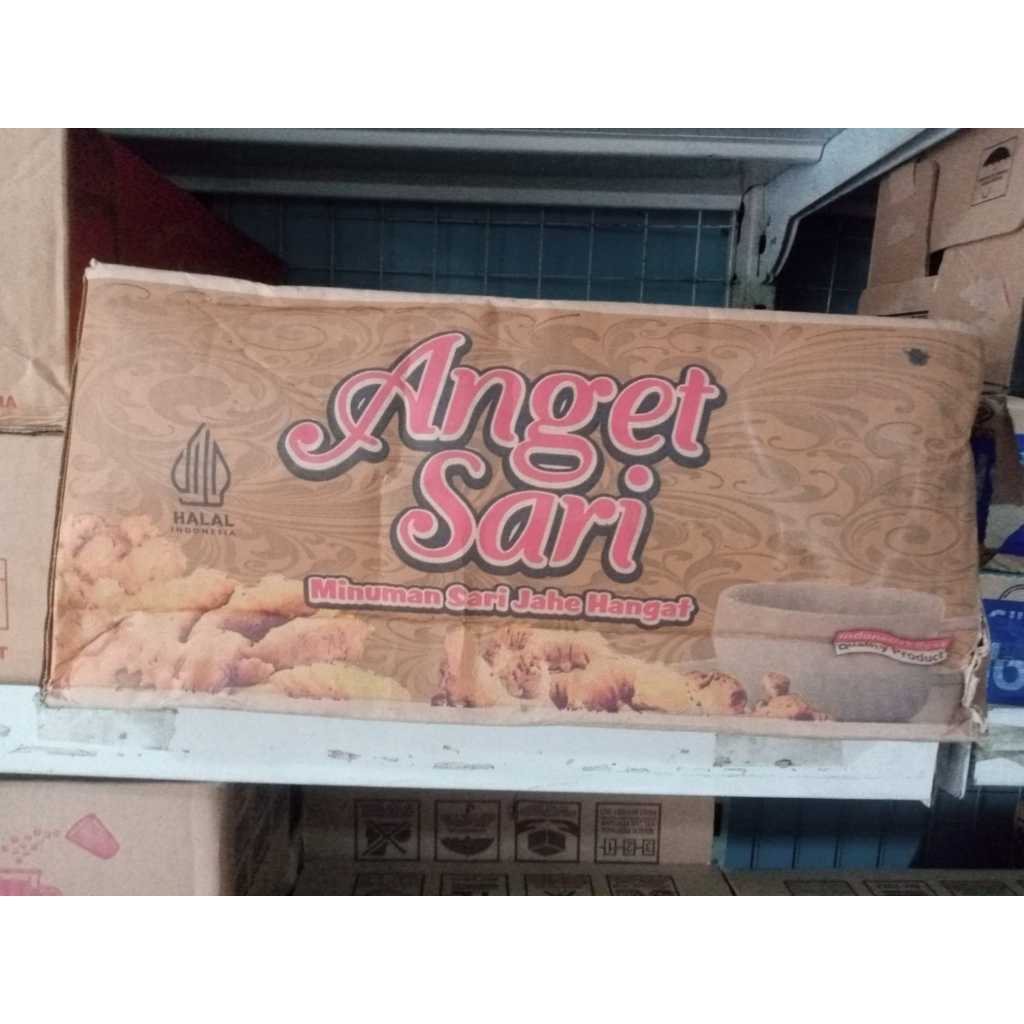 Anget
Sari
Minuman Sari Jahe Hangat
HALAL
INDONESIA
Quality Product